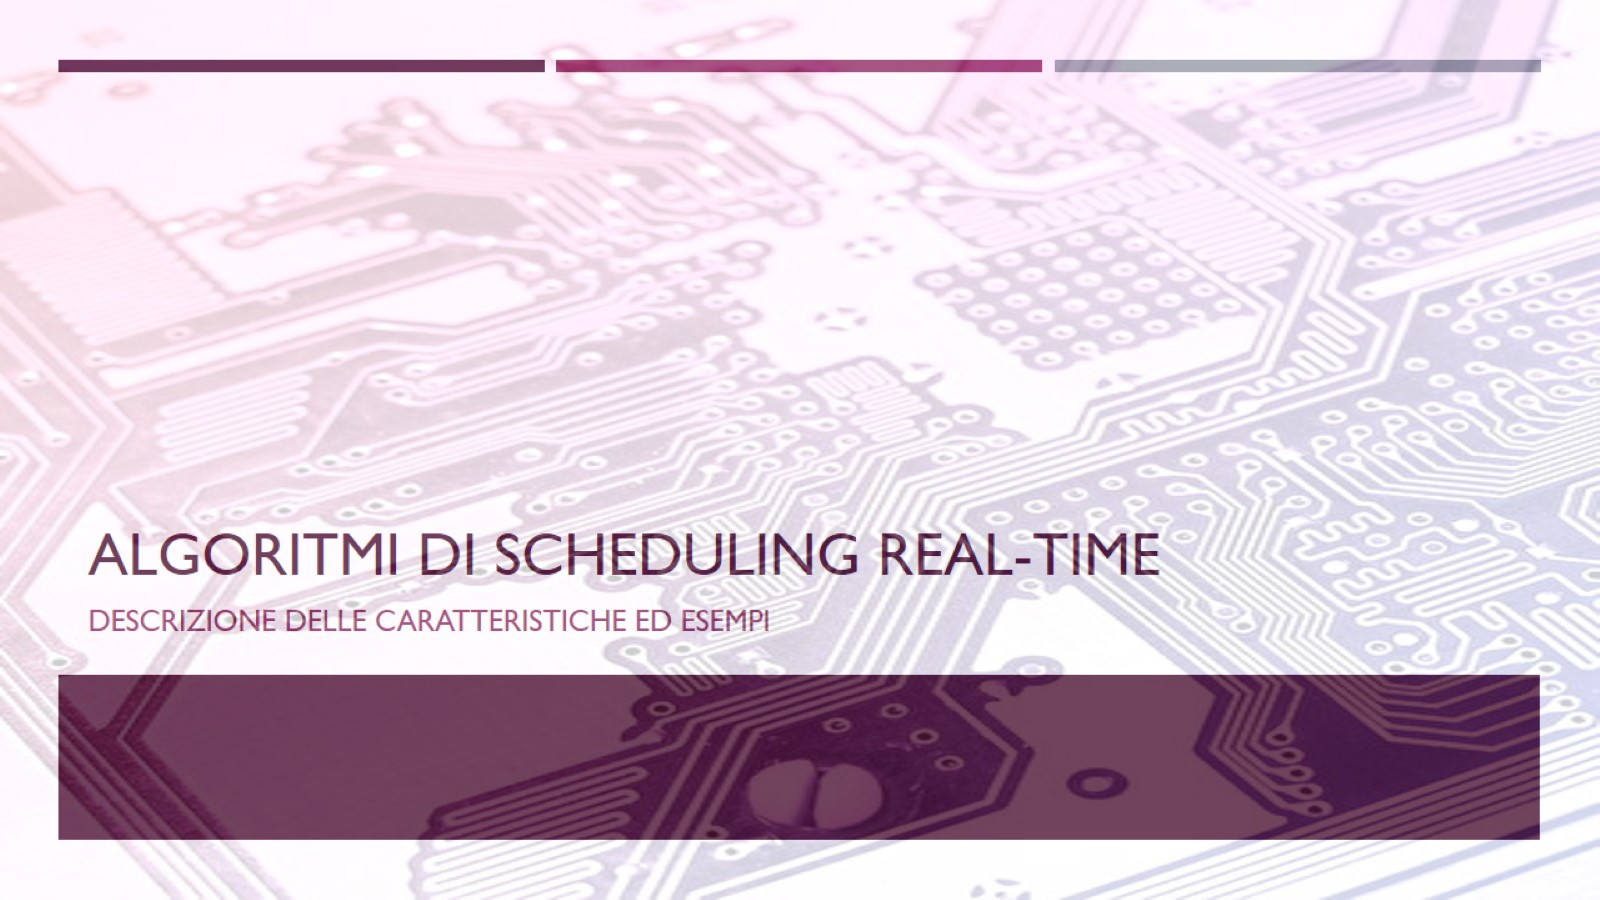 ALGORITMI DI SCHEDULING REAL-TIME
DESCRIZIONE DELLE CARATTERISTICHE ED ESEMPI